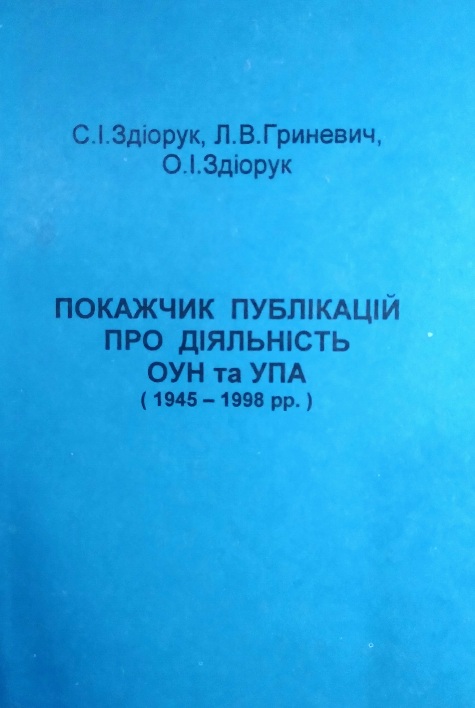 С.І.Здіорук, Л.В.Гриневич,
О.І.Здіорук
ПОКАЖЧИК ПУБЛІКАЦІЙ
ПРО ДІЯЛЬНІСТЬ
ОУН та УПА
( 1945 – 1998 рр. )